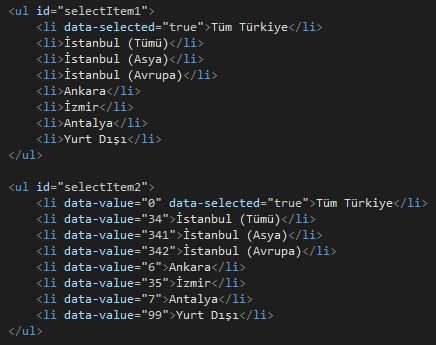 <ul id="selectItem1">
    <li data-selected="true">Tüm Türkiye</li>
    <li>İstanbul (Tümü)</li>
    <li>İstanbul (Asya)</li>
    <li>İstanbul (Avrupa)</li>
    <li>Ankara</li>
    <li>İzmir</li>
    <li>Antalya</li>
    <li>Yurt Dışı</li>
</ul>

<ul id="selectItem2">
    <li data-value="0" data-selected="true">Tüm Türkiye</li>
    <li data-value="34">İstanbul (Tümü)</li>
    <li data-value="341">İstanbul (Asya)</li>
    <li data-value="342">İstanbul (Avrupa)</li>
    <li data-value="6">Ankara</li>
    <li data-value="35">İzmir</li>
    <li data-value="7">Antalya</li>
    <li data-value="99">Yurt Dışı</li>
</ul>